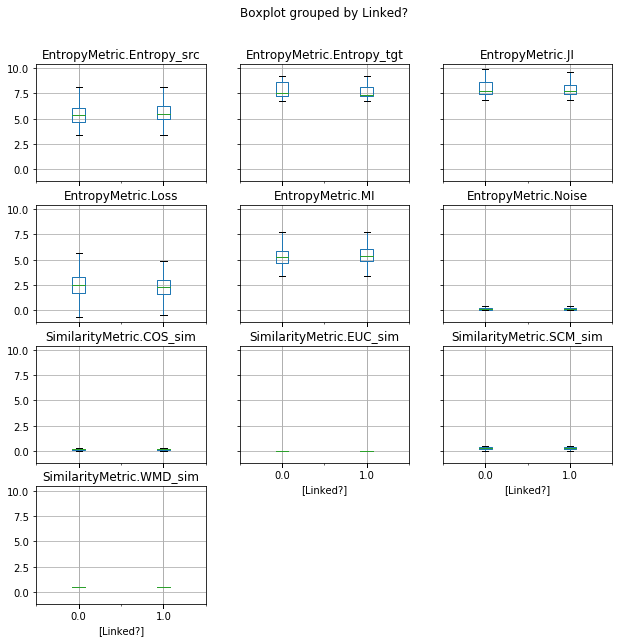 Boxplot grouped by Linked?
EntropyMetric.Entropy_src
EntropyMetric.Entropy_tgt
EntropyMetric.JI
10.0
7.5
5.0
2.5
0.0
EntropyMetric.Loss
EntropyMetric.MI
EntropyMetric.Noise
10.0
7.5
5.0
2.5
0.0
SimilarityMetric.COS_sim
SimilarityMetric.EUC_sim
SimilarityMetric.SCM_sim
10.0
7.5
5.0
2.5
0.0
0.0 1.0
[Linked?]
0.0 1.0
[Linked?]
SimilarityMetric.WMD_sim
10.0
7.5
5.0
2.5
0.0
0.0 1.0
[Linked?]